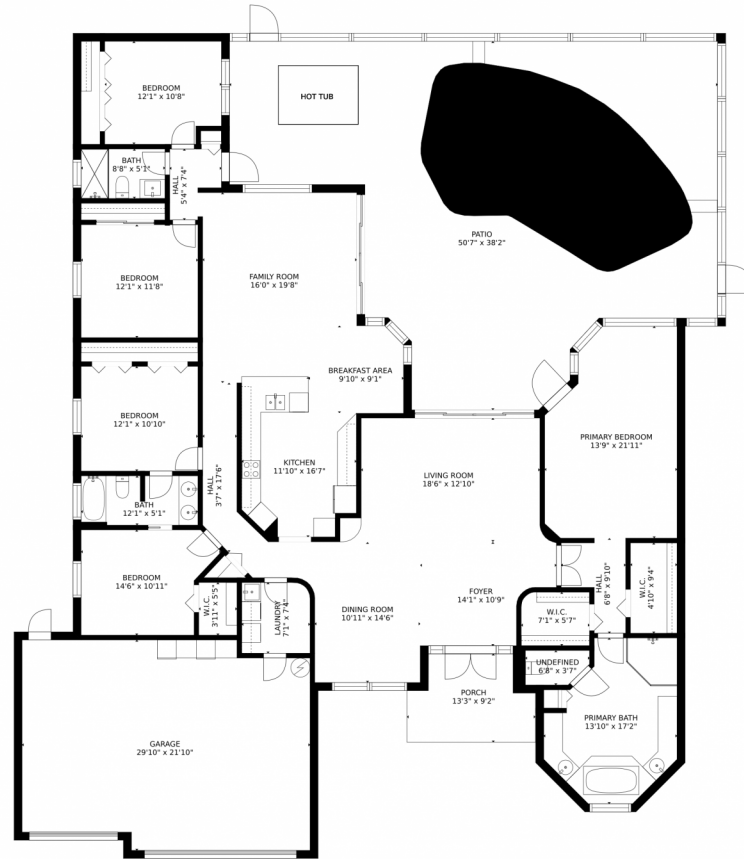 BEDROOM
12'1" x 10'8"
HOT TUB
BATH
8'8" x 5'1"
HALL
5'4" x 7'4"
PATIO
50'7" x 38'2"
BEDROOM
12'1" x 11'8"
FAMILY ROOM
16'0" x 19'8"
BREAKFAST AREA
9'10" x 9'1"
BEDROOM
12'1" x 10'10"
PRIMARY BEDROOM
13'9" x 21'11"
KITCHEN
11'10" x 16'7"
LIVING ROOM
18'6" x 12'10"
HALL
3'7" x 17'6"
BATH
12'1" x 5'1"
BEDROOM
14'6" x 10'11"
W.I.C.
3'11" x 5'5"
LAUNDRY
7'1" x 7'4"
DINING ROOM
10'11" x 14'6"
FOYER
14'1" x 10'9"
HALL
6'8" x 9'10"
W.I.C.
4'10" x 9'4"
W.I.C.
7'1" x 5'7"
UNDEFINED
6'8" x 3'7"
PORCH
13'3" x 9'2"
PRIMARY BATH
13'10" x 17'2"
GARAGE
29'10" x 21'10"